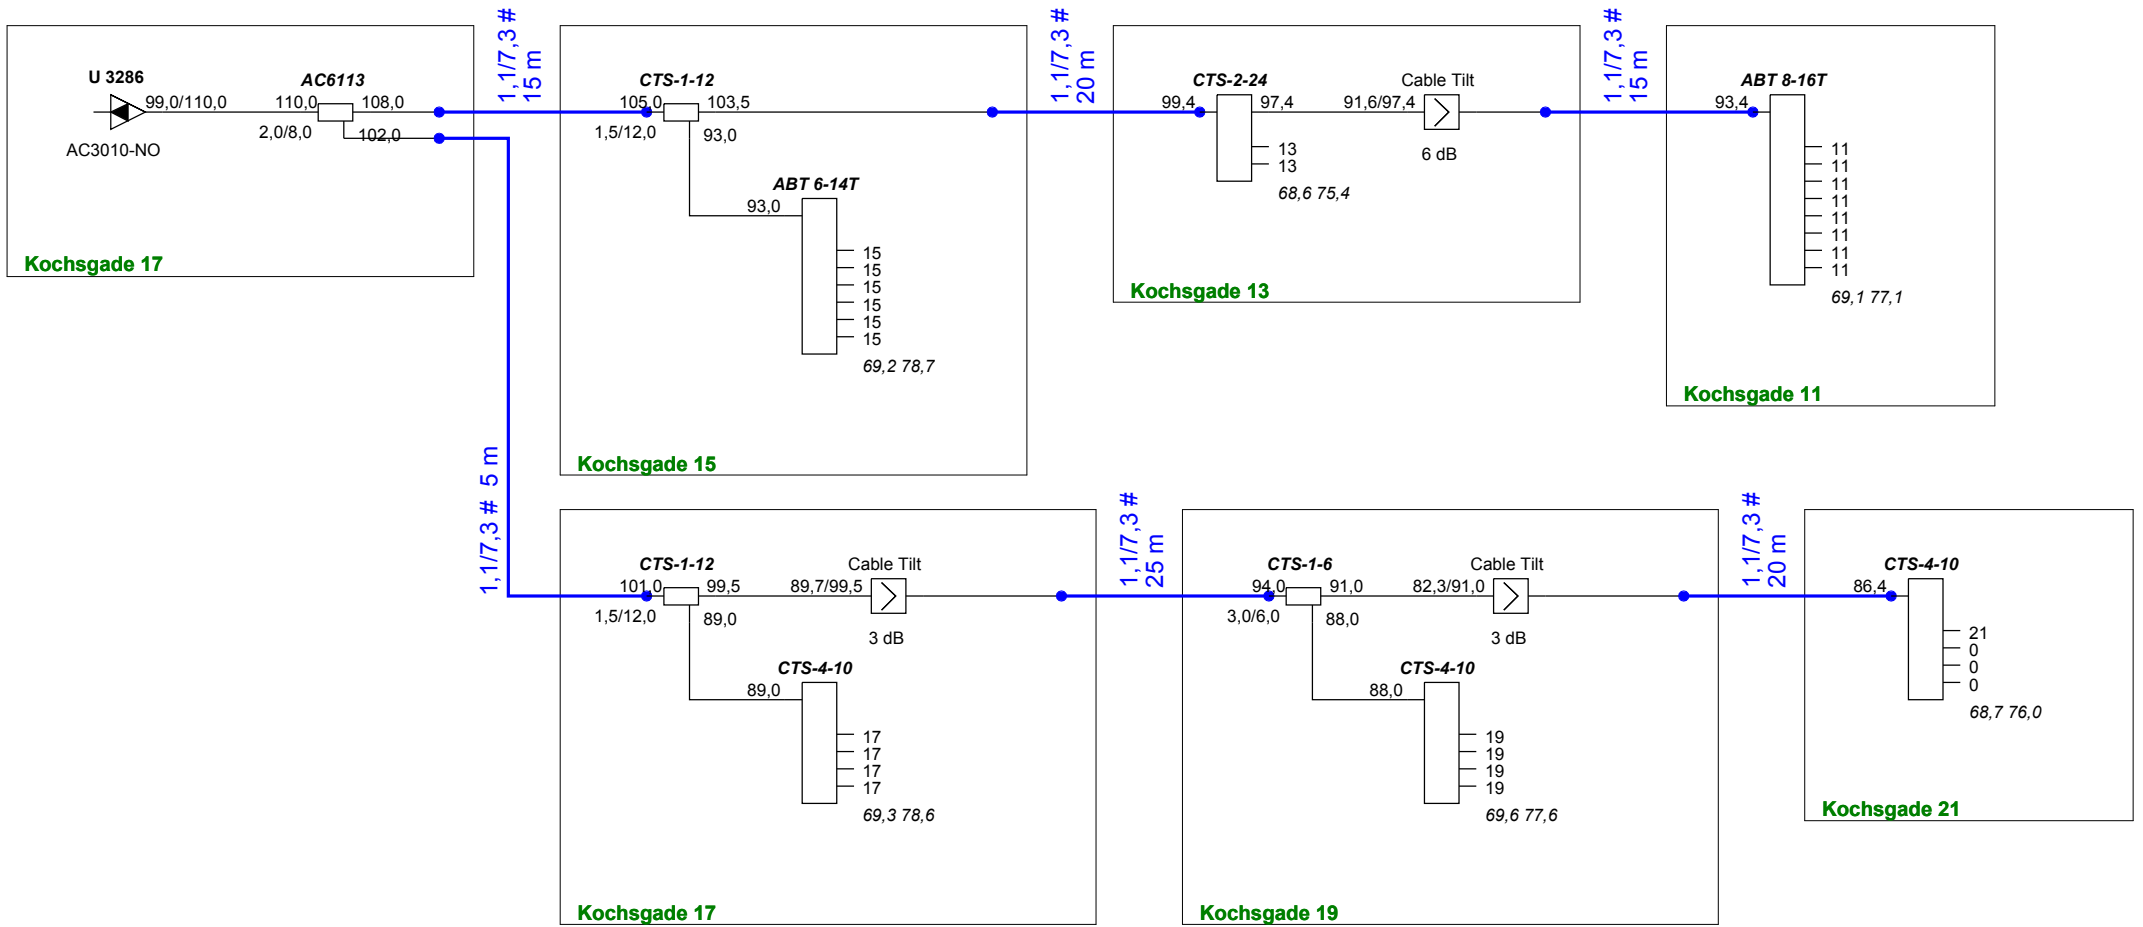 U 3286
99,0/110,0
AC3010-NO
AC6113
110,0
108,0
2,0/8,0
102,0
Kochsgade 17
1,1/7,3 #
15 m
CTS-1-12
105,0
103,5
1,5/12,0
93,0
ABT 6-14T
93,0
15
15
15
15
15
15
69,2 78,7
Kochsgade 15
1,1/7,3 #
20 m
CTS-2-24
99,4
97,4
13
13
68,6 75,4
Cable Tilt
91,6/97,4
6 dB
Kochsgade 13
1,1/7,3 #
15 m
ABT 8-16T
93,4
11
11
11
11
11
11
11
11
69,1 77,1
Kochsgade 11
1,1/7,3 # 5 m
CTS-1-12
101,0
99,5
1,5/12,0
89,0
Cable Tilt
89,7/99,5
3 dB
CTS-4-10
89,0
17
17
17
17
69,3 78,6
Kochsgade 17
1,1/7,3 #
25 m
CTS-1-6
94,0
91,0
3,0/6,0
88,0
Cable Tilt
82,3/91,0
3 dB
CTS-4-10
88,0
19
19
19
19
69,6 77,6
Kochsgade 19
1,1/7,3 #
20 m
CTS-4-10
86,4
21
0
0
0
68,7 76,0
Kochsgade 21